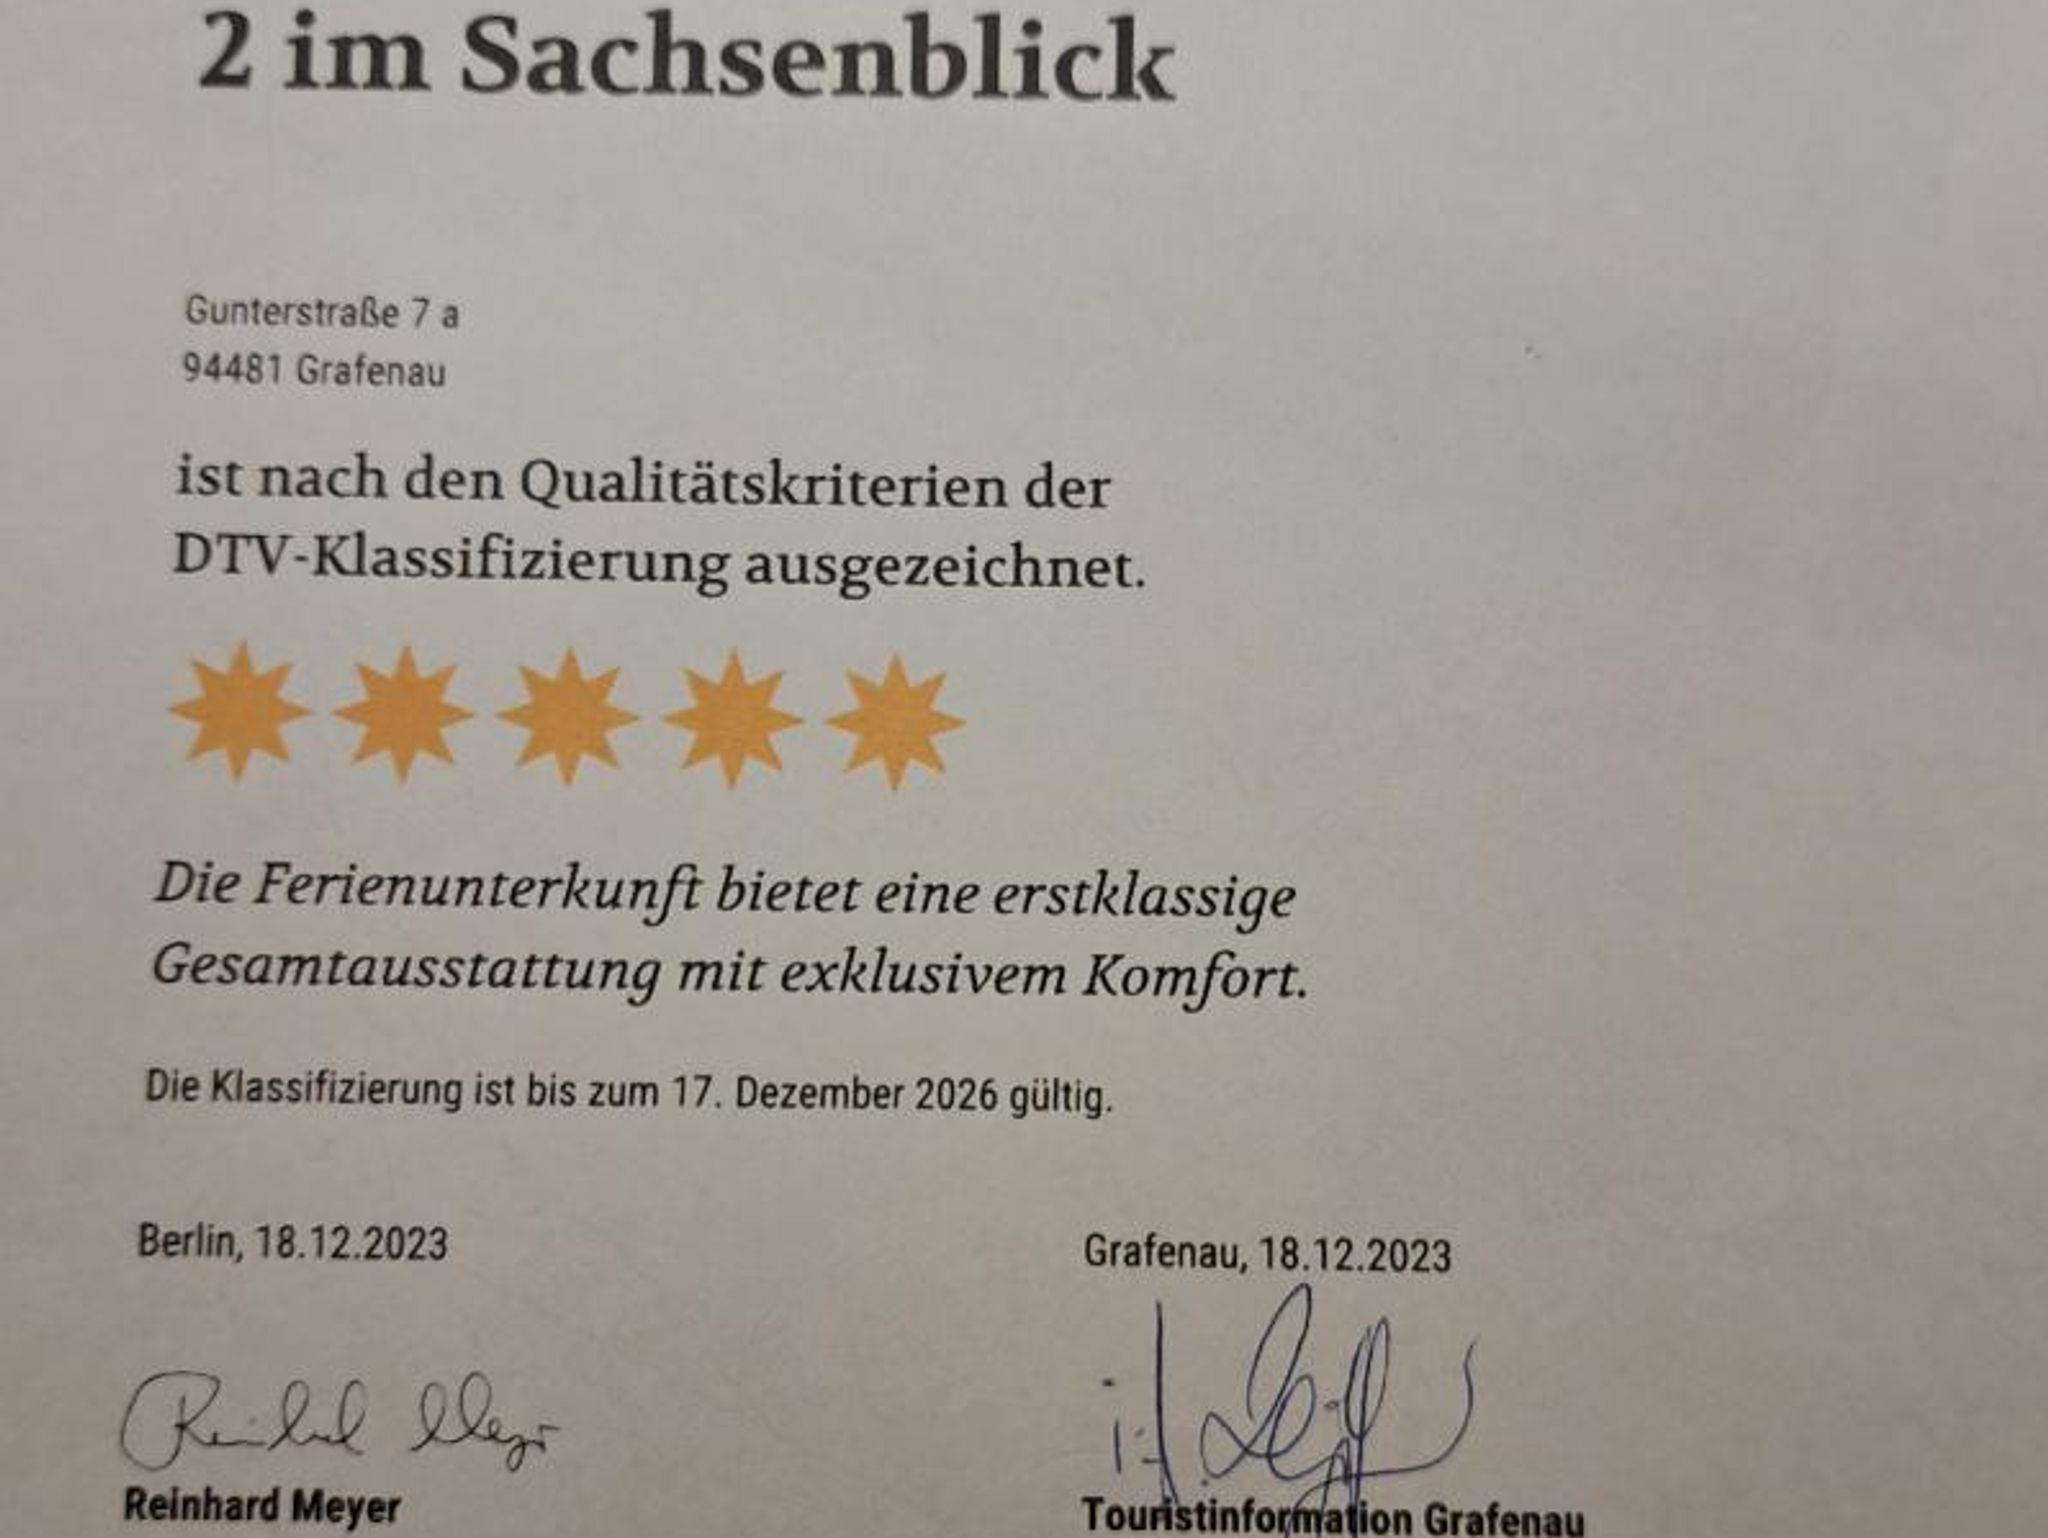 2 im Sachsenblick
Gunterstraße 7 a
94481 Grafenau
ist nach den Qualitätskriterien der
DTV-Klassifizierung ausgezeichnet.
Die Ferienunterkunft bietet eine erstklassige
Gesamtausstattung mit exklusivem Komfort.
Die Klassifizierung ist bis zum 17. Dezember 2026 gültig.
Berlin, 18.12.2023
Grafenau, 18.12.2023
Reinhard Meyer
Reinhard Meyer
Touristinformation Grafenau